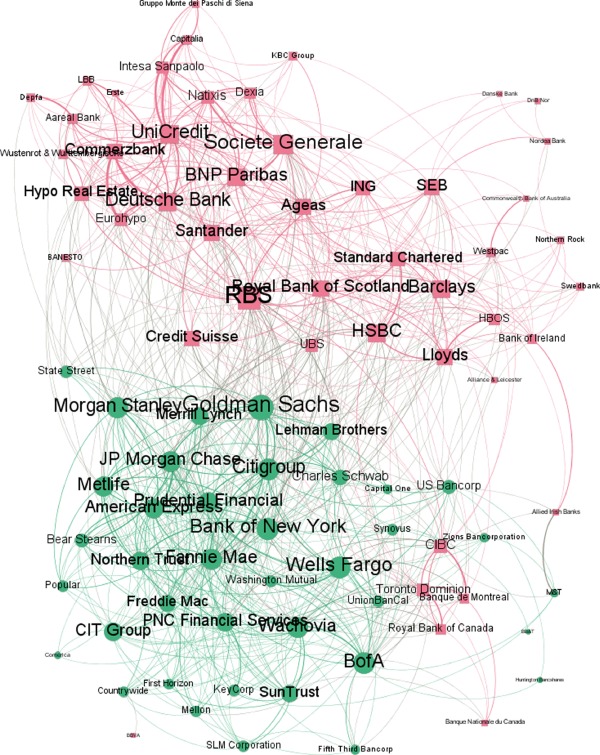 Gruppo Monte dei Paschi di Siena
Capitalia
KBC Group
Intesa Sanpaolo
LBB
Erste
Natixis
Dexia
Depfa
Danske Bank
DnB Nor
Aareal Bank
UniCredit
Societe Generale
Nordea Bank
Commerzbank
BNP Paribas
Hypo Real Estate
Deutsche Bank
ING
SEB
Commonwealth Bank of Australia
Ageas
Eurohypo
Santander
Northern Rock
Westpac
BANESTO
Standard Chartered
RBS
Royal Bank of Scotland
Barclays
Swedbank
HBOS
Credit Suisse
UBS
HSBC
Bank of Ireland
Lloyds
State Street
Alliance & Leicester
Morgan Stanley
Goldman Sachs
Merrill Lynch
Lehman Brothers
JP Morgan Chase
Citigroup
Charles Schwab
Metlife
Capital One
US Bancorp
Prudential Financial
American Express
Allied Irish Banks
Bank of New York
Synovus
Bear Stearns
Zions Bancorporation
CIBC
Northern Trust
Fannie Mae
Wells Fargo
Washington Mutual
Popular
Toronto Dominion
MST
Freddie Mac
UnionBanCal
Banque de Montreal
PNC Financial Services
CIT Group
Wachovia
Royal Bank of Canada
Comerica
BofA
First Horizon
Countrywide
KeyCorp
SunTrust
Mellon
Banque Nationale du Canada
SLM Corporation
Fifth Third Bancorp